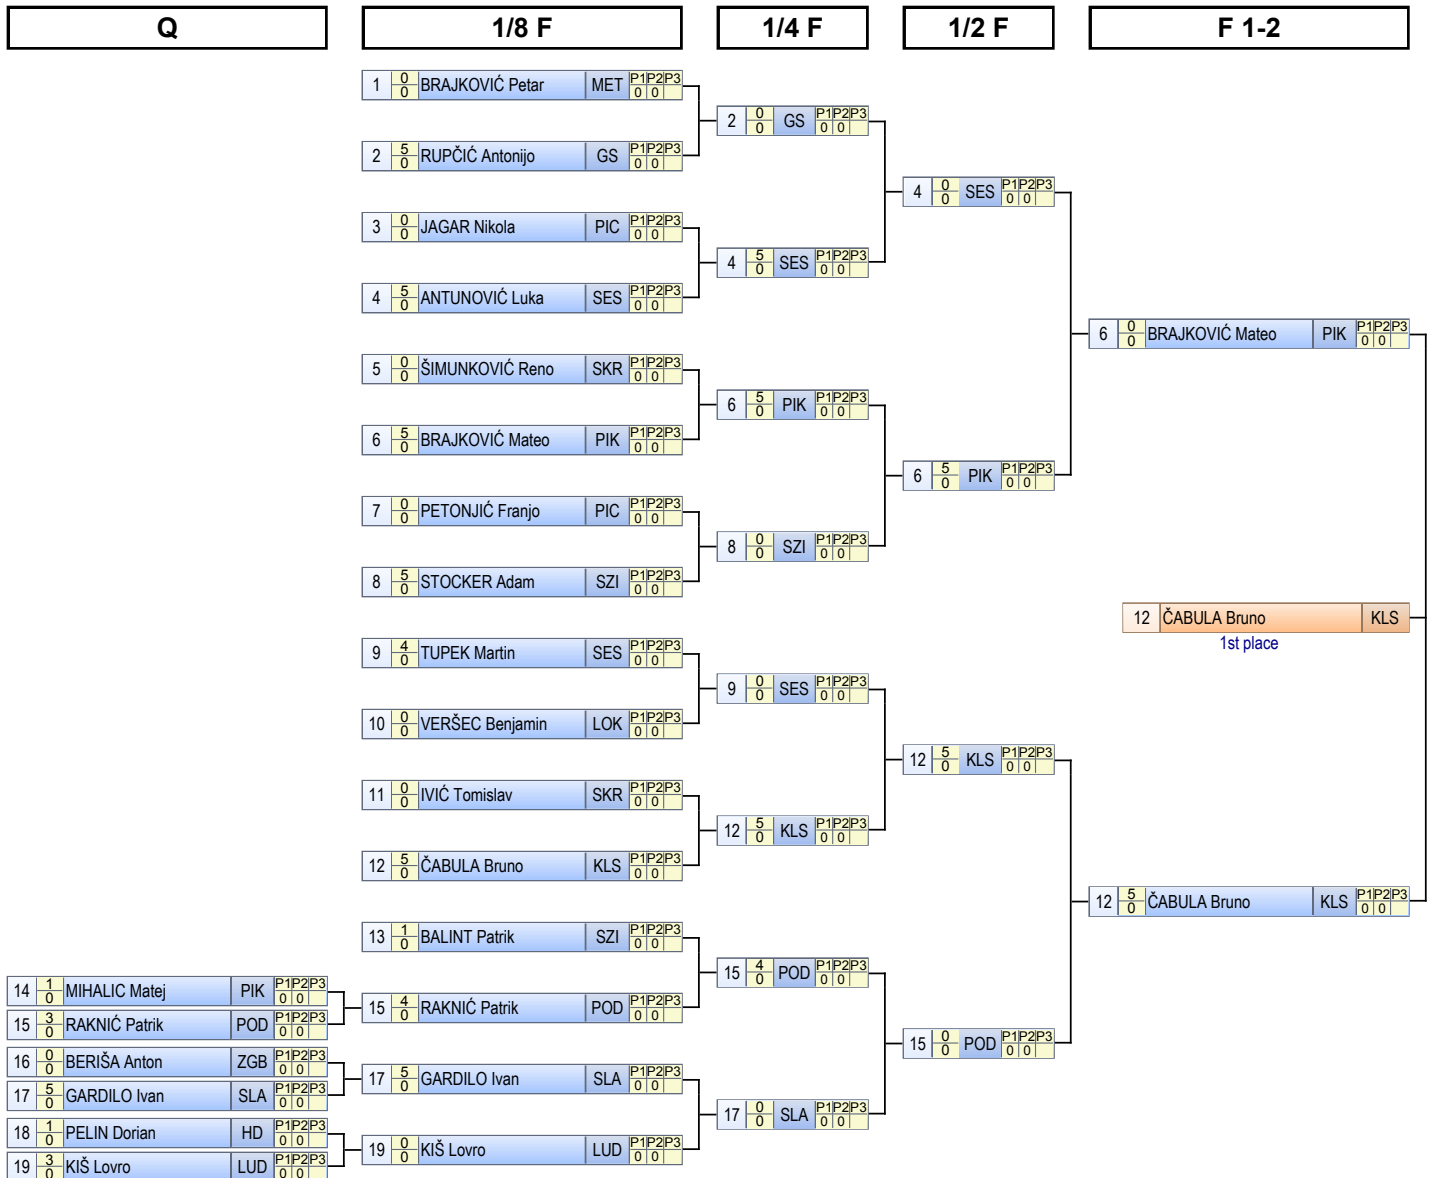 Q 1/8 F 1/4 F 1/2 F F 1-2
1 0 0 BRAJKOVIĆ Petar MET P1 P2 P3 0 0
2 0 0 GS P1 P2 P3 0 0
2 5 0 RUPČIĆ Antonijo GS P1 P2 P3 0 0
4 0 0 SES P1 P2 P3 0 0
3 0 0 JAGAR Nikola PIC P1 P2 P3 0 0
4 5 0 SES P1 P2 P3 0 0
4 5 0 ANTUNOVIĆ Luka SES P1 P2 P3 0 0
6 0 0 BRAJKOVIĆ Mateo PIK P1 P2 P3 0 0
5 0 0 ŠIMUNKOVIĆ Reno SKR P1 P2 P3 0 0
6 5 0 PIK P1 P2 P3 0 0
6 5 0 BRAJKOVIĆ Mateo PIK P1 P2 P3 0 0
6 5 0 PIK P1 P2 P3 0 0
7 0 0 PETONJIĆ Franjo PIC P1 P2 P3 0 0
8 0 0 SZI P1 P2 P3 0 0
8 5 0 STOCKER Adam SZI P1 P2 P3 0 0
12 ČABULA Bruno KLS
1st place
9 4 0 TUPEK Martin SES P1 P2 P3 0 0
9 0 0 SES P1 P2 P3 0 0
10 0 0 VERŠEC Benjamin LOK P1 P2 P3 0 0
12 5 0 KLS P1 P2 P3 0 0
11 0 0 IVIĆ Tomislav SKR P1 P2 P3 0 0
12 5 0 KLS P1 P2 P3 0 0
12 5 0 ČABULA Bruno KLS P1 P2 P3 0 0
12 5 0 ČABULA Bruno KLS P1 P2 P3 0 0
13 1 0 BALINT Patrik SZI P1 P2 P3 0 0
15 4 0 POD P1 P2 P3 0 0
14 1 0 MIHALIC Matej PIK P1 P2 P3 0 0
15 4 0 RAKNIĆ Patrik POD P1 P2 P3 0 0
15 3 0 RAKNIĆ Patrik POD P1 P2 P3 0 0
15 0 0 POD P1 P2 P3 0 0
16 0 0 BERIŠA Anton ZGB P1 P2 P3 0 0
17 5 0 GARDILO Ivan SLA P1 P2 P3 0 0
17 5 0 GARDILO Ivan SLA P1 P2 P3 0 0
17 0 0 SLA P1 P2 P3 0 0
18 1 0 PELIN Dorian HD P1 P2 P3 0 0
19 0 0 KIŠ Lovro LUD P1 P2 P3 0 0
19 3 0 KIŠ Lovro LUD P1 P2 P3 0 0